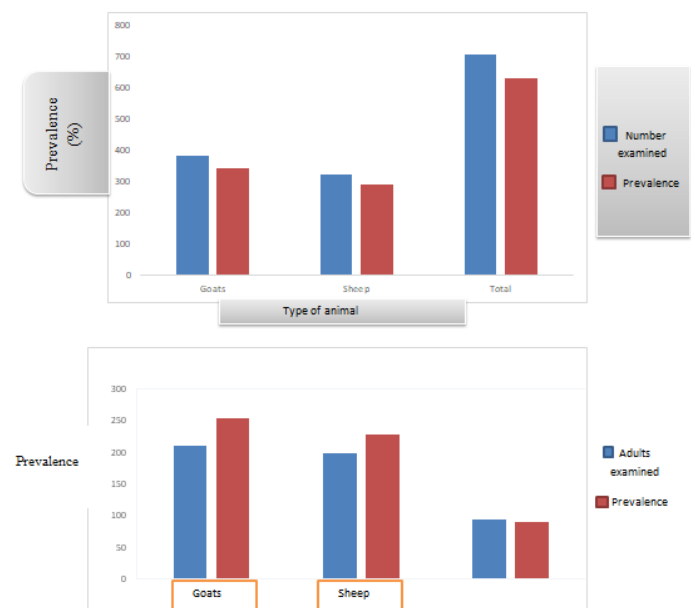 800
700
600
500
400
300
200
100
0
Prevalence
(%)
Goats
Sheep
Total
Type of animal
Number
examined
Prevalence
300
250
200
150
100
50
0
Prevalence
Goats
Sheep
Adults
examined
Prevalence